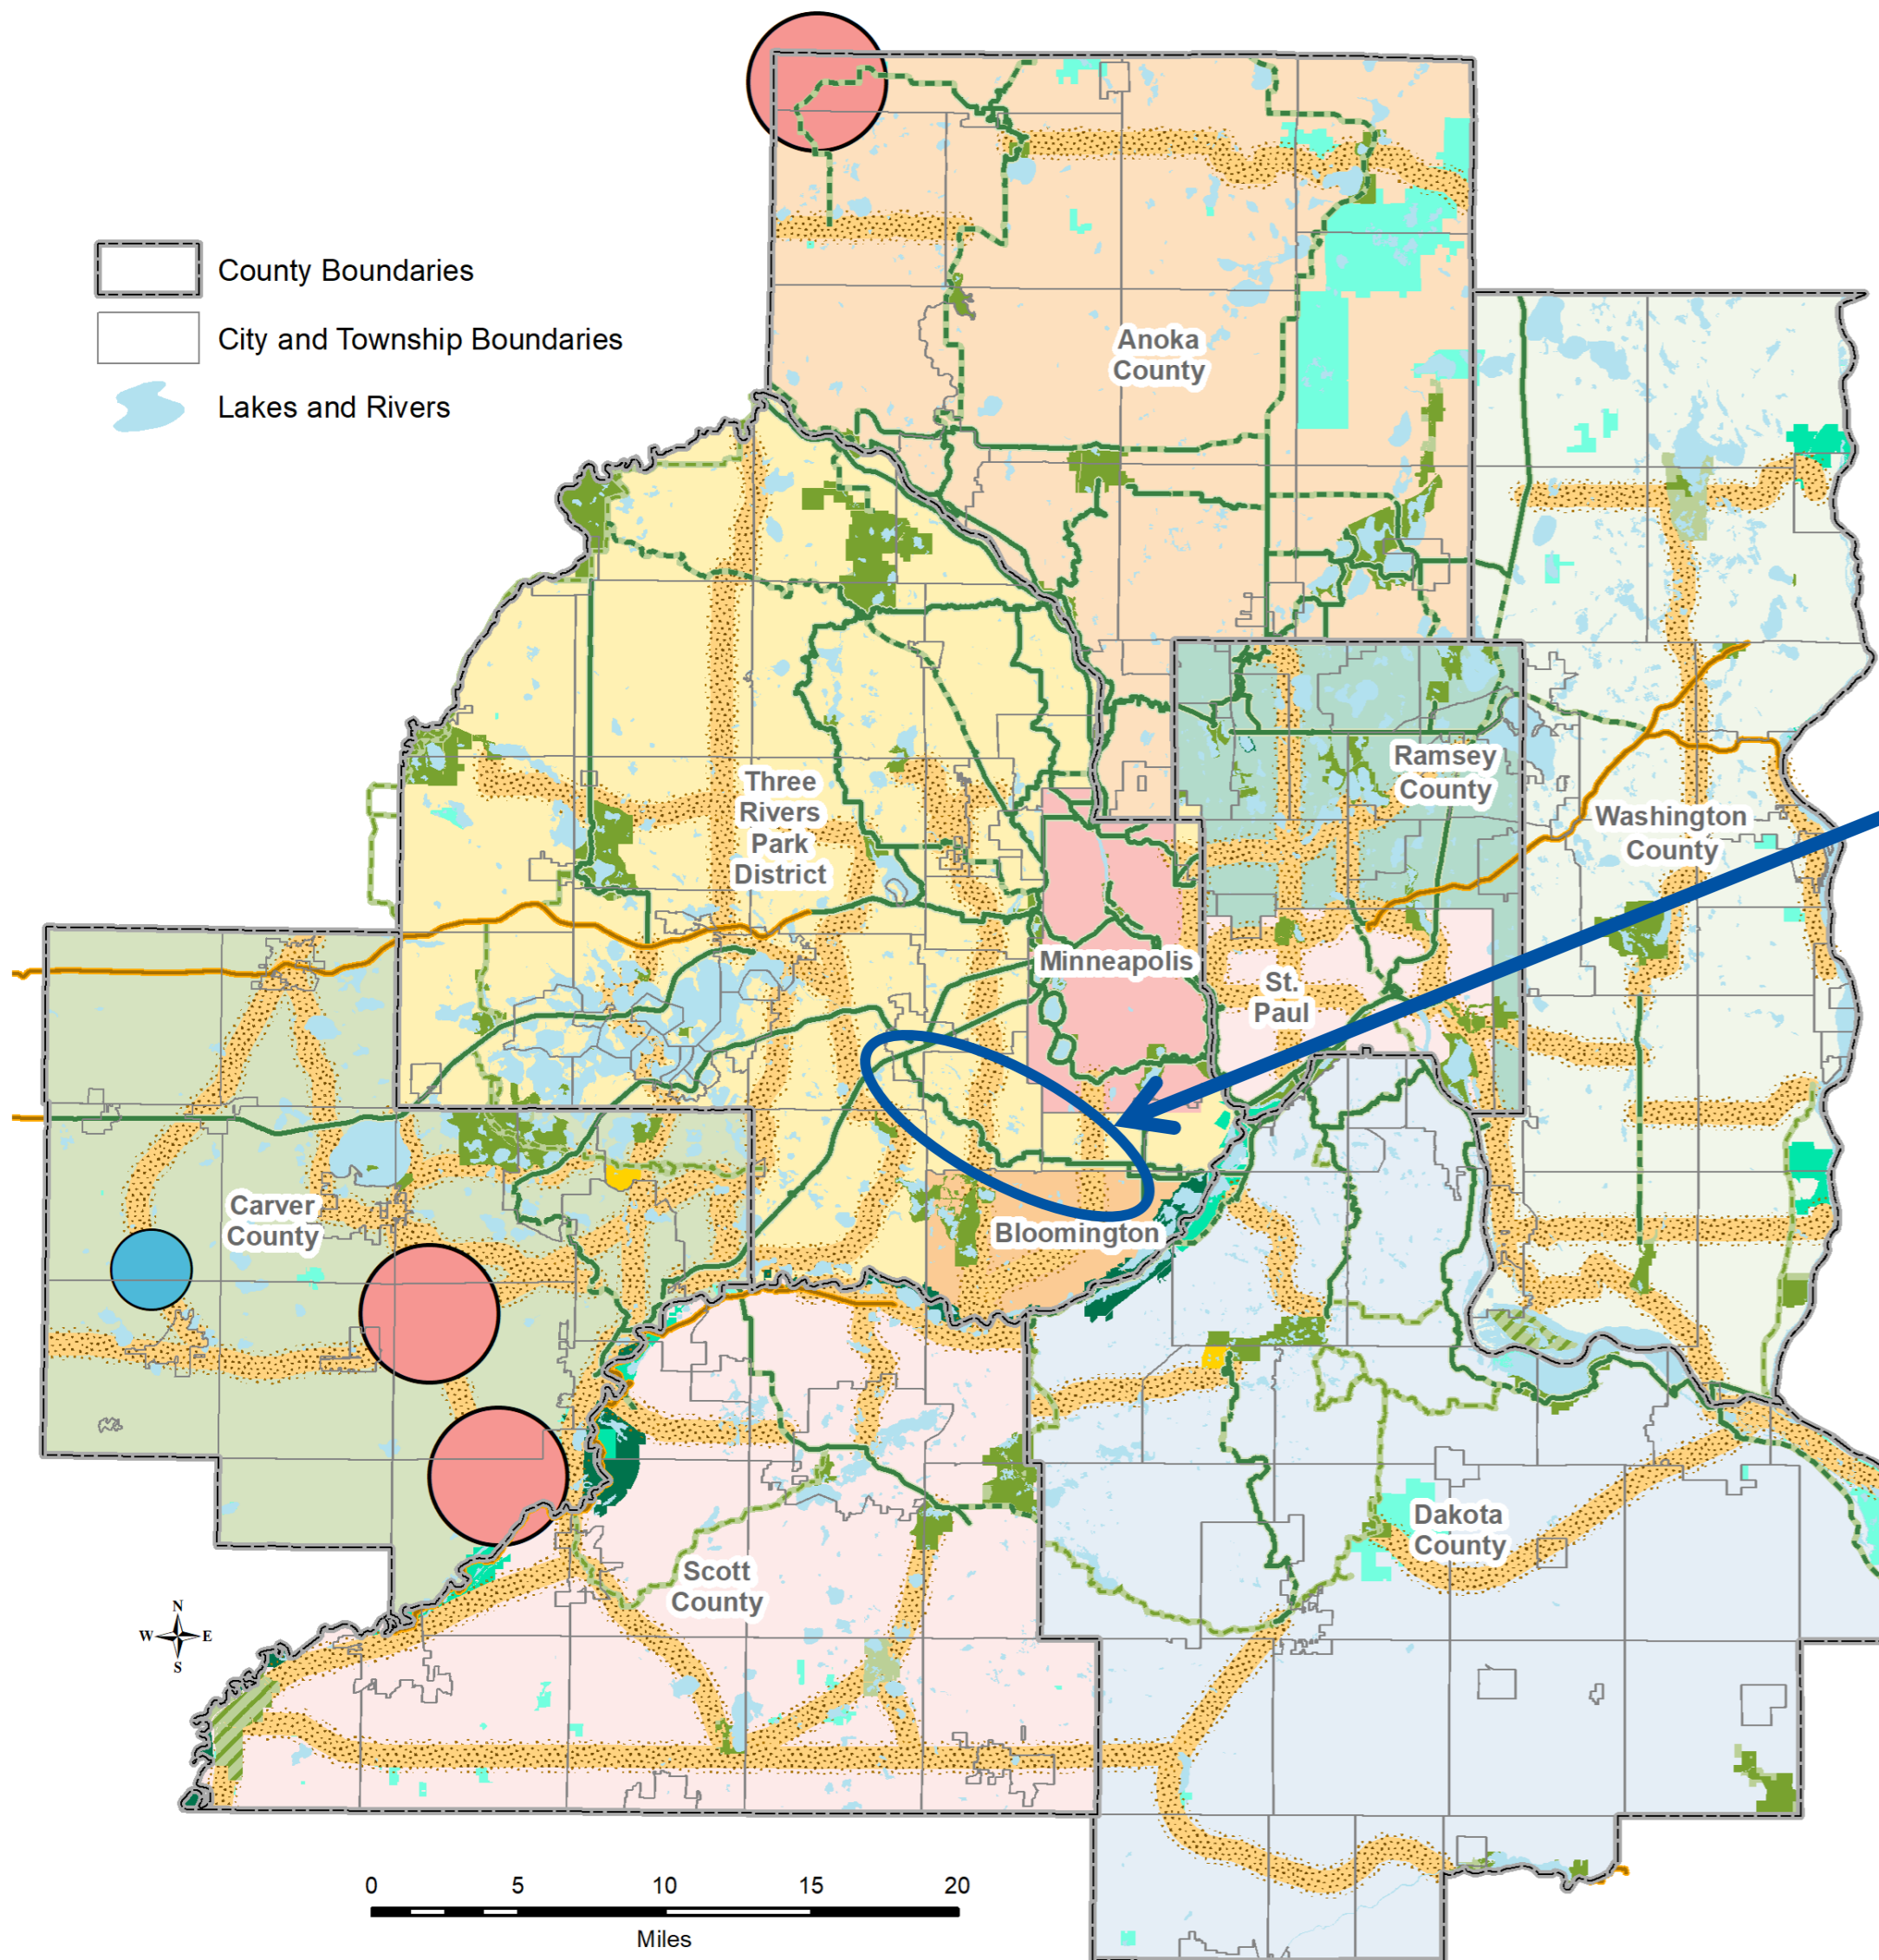 County Boundaries
City and Township Boundaries
Lakes and Rivers
Anoka
County
Ramsey
County
Three
Rivers
Park
District
Washington
County
Minneapolis
St.
Paul
Carver
County
Bloomington
Dakota
County
Scott
County
N
W E
S
0 5 10 15 20
Miles